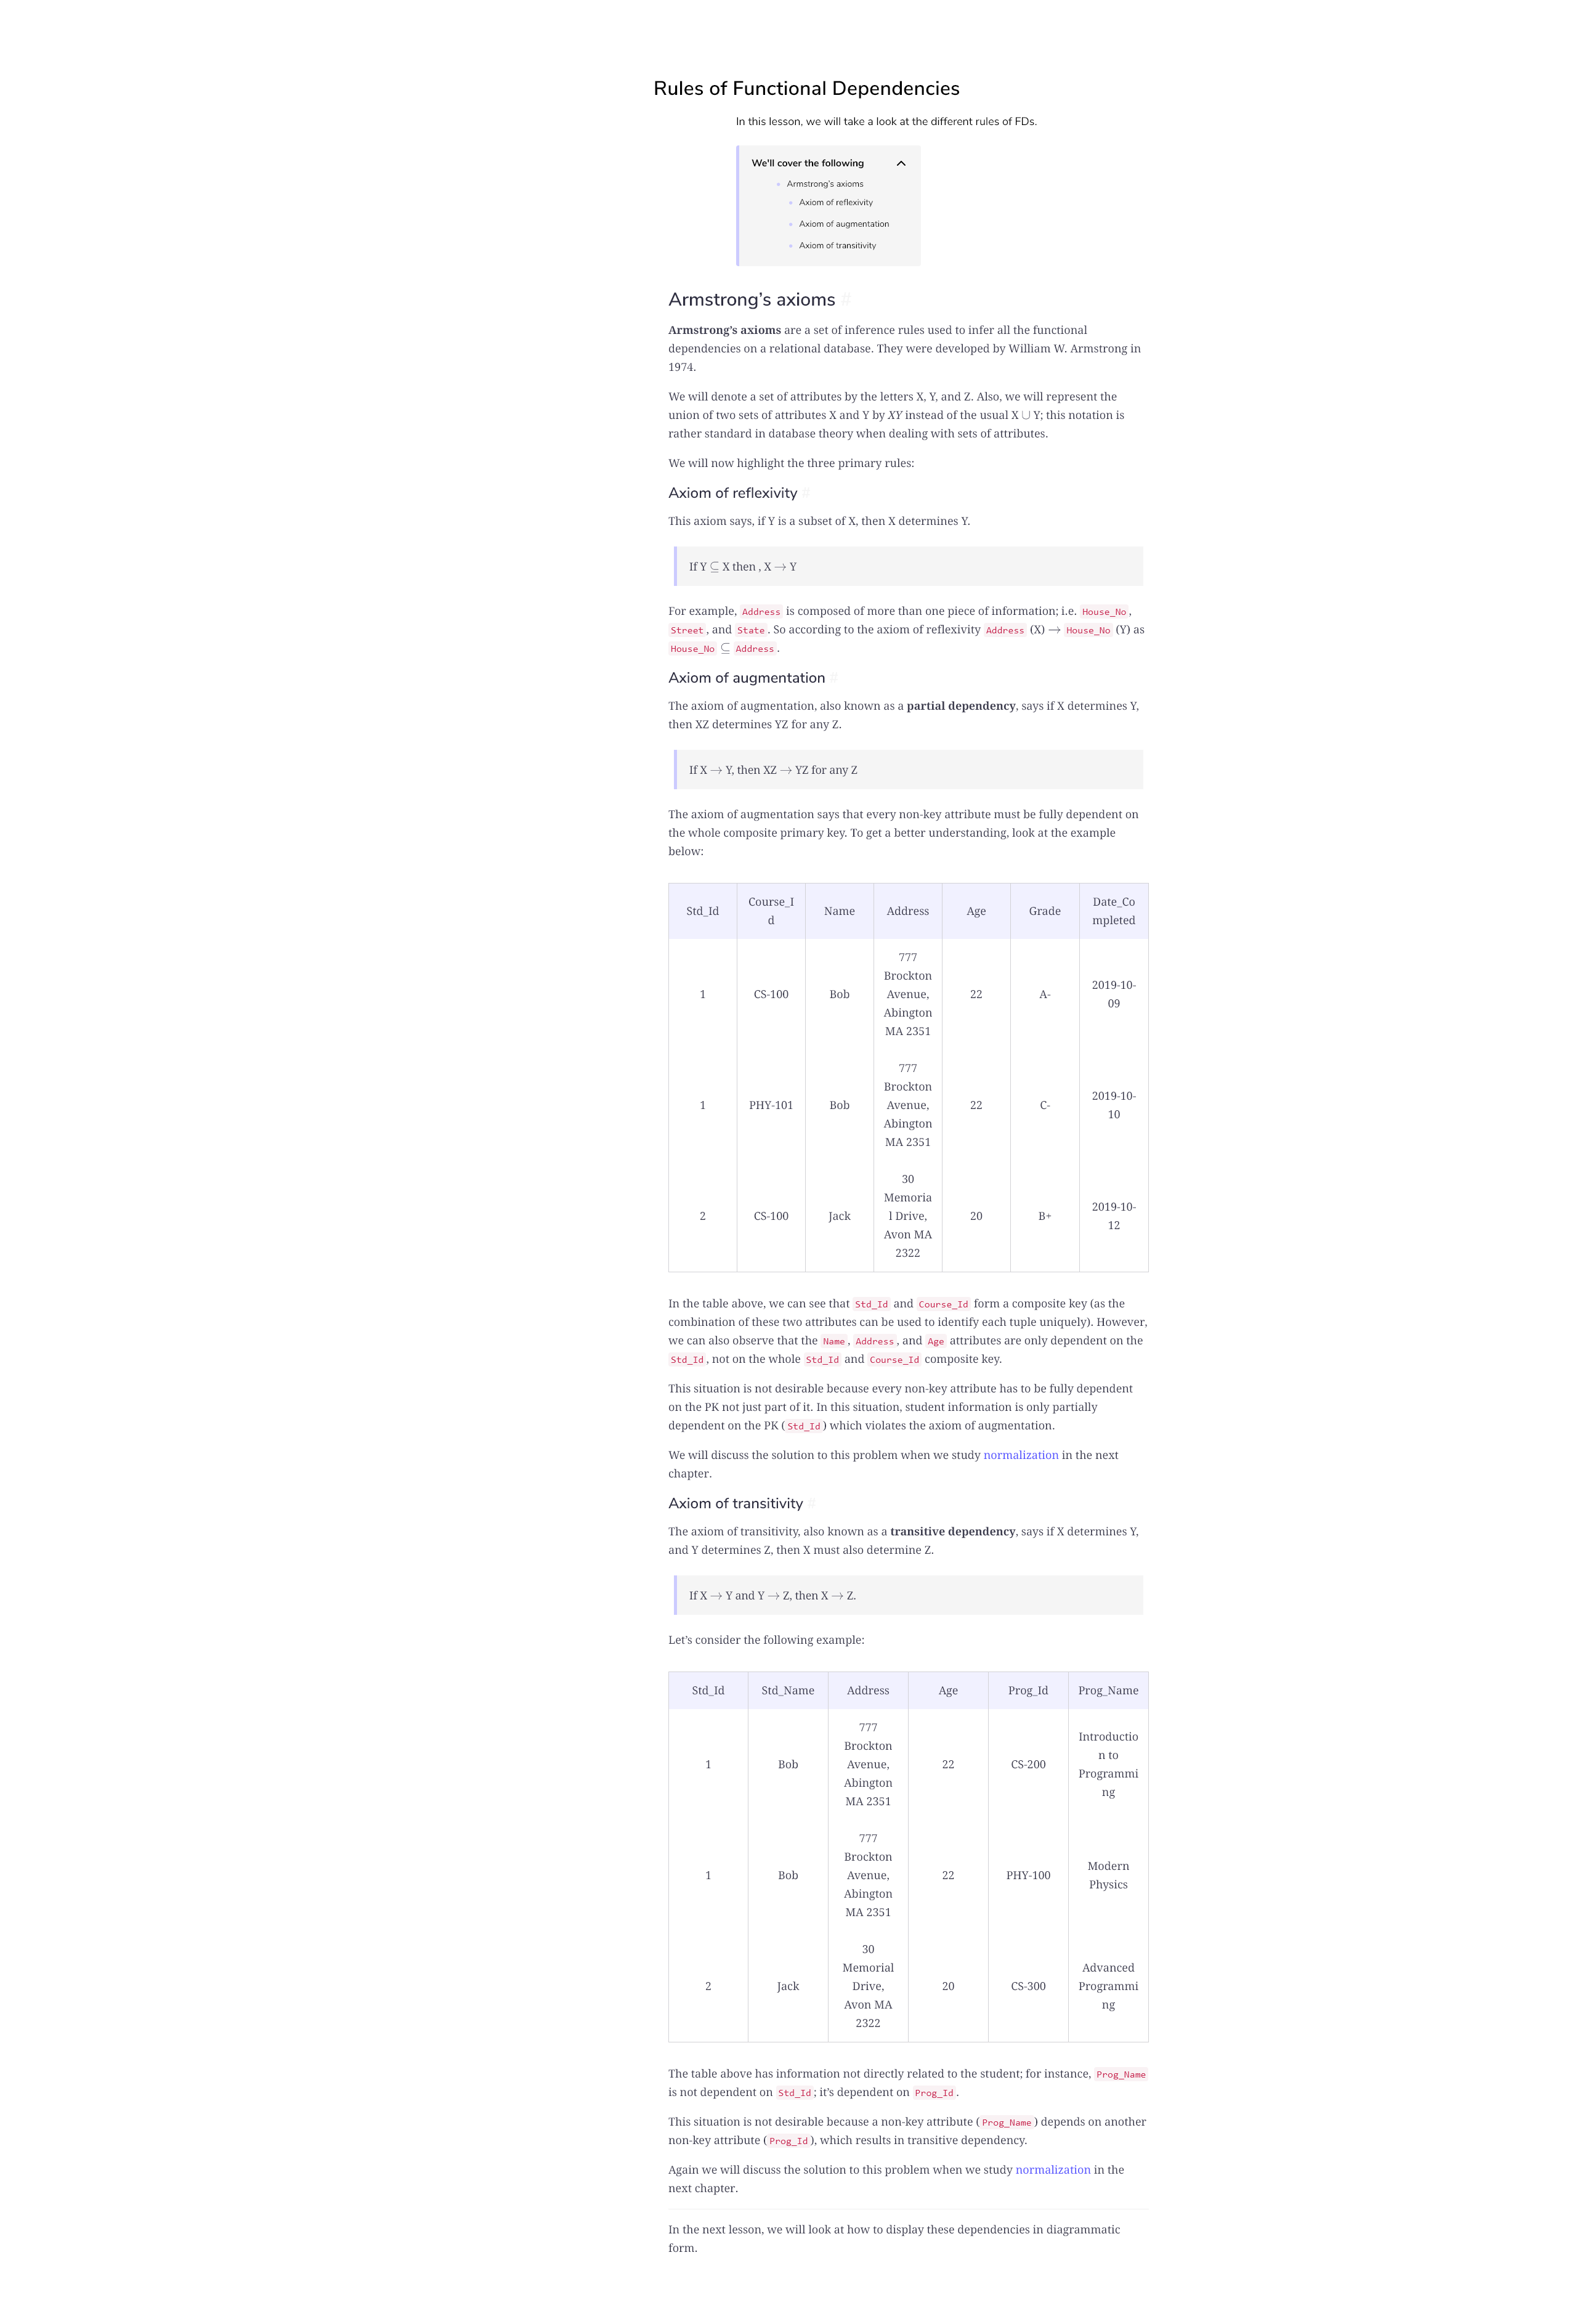 Rules of Functional Dependencies
In this lesson, we will take a look at the different rules of FDs.
We'll cover the following
Armstrong's axioms
Axiom of reflexivity
Axiom of augmentation
Axiom of transitivity
Armstrong’s axioms #
Armstrong’s axioms are a set of inference rules used to infer all the functional
dependencies on a relational database. They were developed by William W. Armstrong in
1974.
We will denote a set of attributes by the letters X, Y, and Z. Also, we will represent the
union of two sets of attributes X and Y by XY instead of the usual X ∪ Y; this notation is
rather standard in database theory when dealing with sets of attributes.
We will now highlight the three primary rules:
Axiom of reflexivity #
This axiom says, if Y is a subset of X, then X determines Y.
If Y ⊆ X then , X → Y
For example, Address is composed of more than one piece of information; i.e. House_No ,
Street , and State . So according to the axiom of reflexivity Address (X) → House_No (Y) as
House_No ⊆ Address .
Axiom of augmentation #
The axiom of augmentation, also known as a partial dependency, says if X determines Y,
then XZ determines YZ for any Z.
If X → Y, then XZ → YZ for any Z
The axiom of augmentation says that every non-key attribute must be fully dependent on
the whole composite primary key. To get a better understanding, look at the example
below:
Std_Id Course_I Name Address Age Grade Date_Co
d mpleted
777
Brockton
1 CS-100 Bob Avenue, 22 A- 2019-10-
Abington 09
MA 2351
777
Brockton
1 PHY-101 Bob Avenue, 22 C- 2019-10-
Abington 10
MA 2351
30
Memoria
2 CS-100 Jack l Drive, 20 B+ 2019-10-
Avon MA 12
2322
In the table above, we can see that Std_Id and Course_Id form a composite key (as the
combination of these two attributes can be used to identify each tuple uniquely). However,
we can also observe that the Name , Address , and Age attributes are only dependent on the
Std_Id , not on the whole Std_Id and Course_Id composite key.
This situation is not desirable because every non-key attribute has to be fully dependent
on the PK not just part of it. In this situation, student information is only partially
dependent on the PK ( Std_Id ) which violates the axiom of augmentation.
We will discuss the solution to this problem when we study normalization in the next
chapter.
Axiom of transitivity #
The axiom of transitivity, also known as a transitive dependency, says if X determines Y,
and Y determines Z, then X must also determine Z.
If X → Y and Y → Z, then X → Z.
Let’s consider the following example:
Std_Id Std_Name Address Age Prog_Id Prog_Name
777
Brockton Introductio
1 Bob Avenue, 22 CS-200 n to
Abington Programmi
MA 2351 ng
777
Brockton
1 Bob Avenue, 22 PHY-100 Modern
Abington Physics
MA 2351
30
Memorial Advanced
2 Jack Drive, 20 CS-300 Programmi
Avon MA ng
2322
The table above has information not directly related to the student; for instance, Prog_Name
is not dependent on Std_Id ; it’s dependent on Prog_Id .
This situation is not desirable because a non-key attribute ( Prog_Name ) depends on another
non-key attribute ( Prog_Id ), which results in transitive dependency.
Again we will discuss the solution to this problem when we study normalization in the
next chapter.
In the next lesson, we will look at how to display these dependencies in diagrammatic
form.